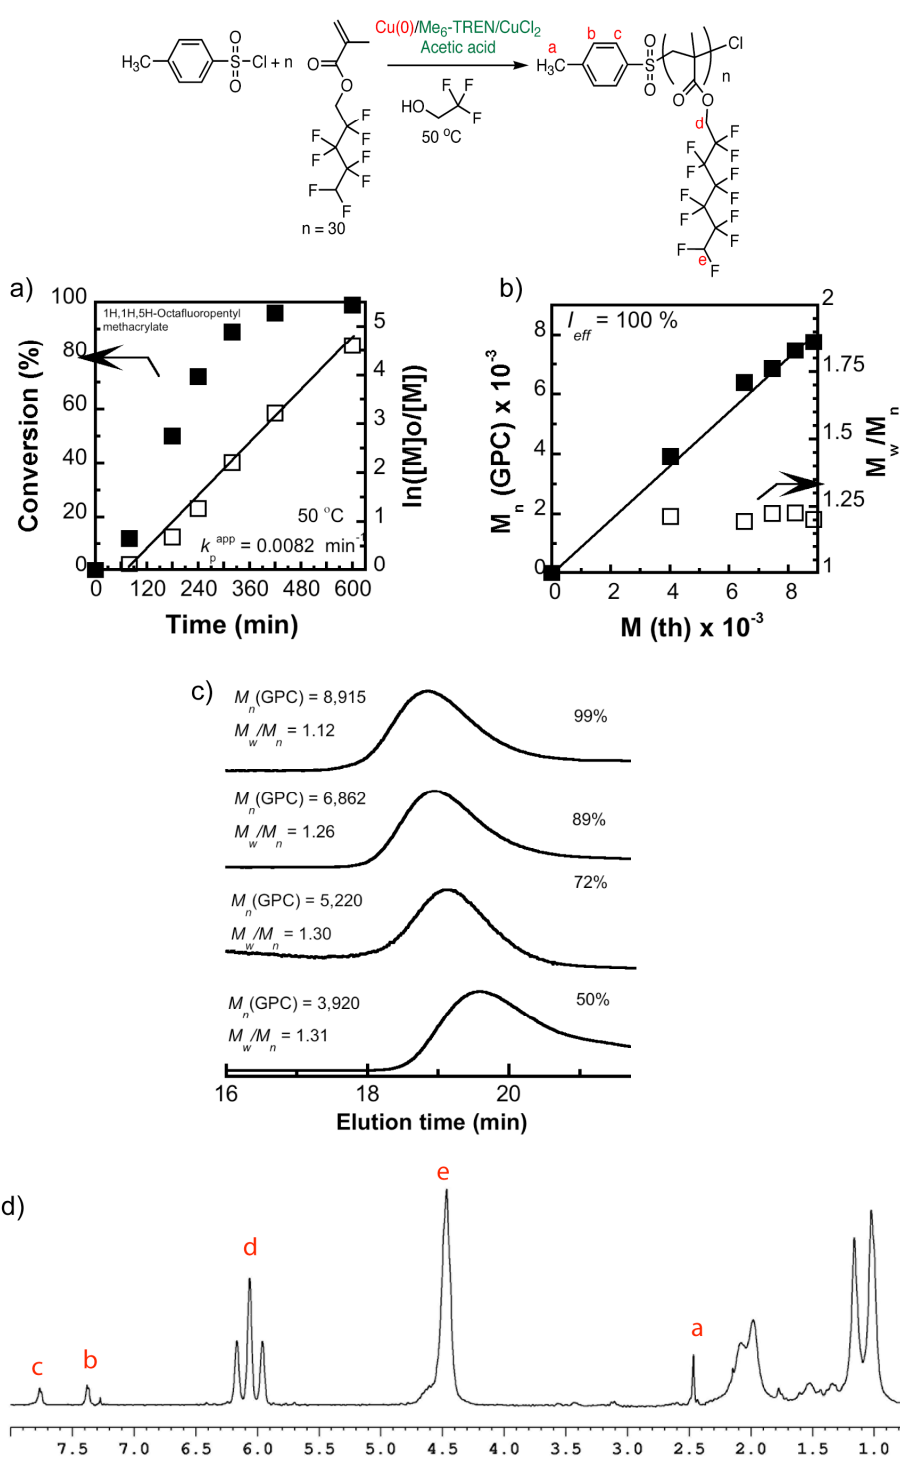 Cu(0)/Me6-TREN/CuCl2
Acetic acid
H3C
O
S
O
Cl + n
O
O
F F
F F
F F
F F
F F
F
F
n = 30
HO
F
F
F
50 oC
a
b
c
H3C
O
S
O
Cl
n
O
O
d
F
F
F
F
F
F
F
F
F
F
F
F
F
e
F
a)
1H,1H,5H-Octafluoropentyl
methacrylate
Conversion (%)
100
80
60
40
20
0
5
4
3
2
1
0
ln([M]o/[M])
50 oC
kpapp = 0.0082 min-1
0 120 240 360 480 600
Time (min)
b)
Ieff = 100 %
Mn (GPC) x 10-3
8
6
4
2
0
2
1.75
1.5
1.25
1
Mw/Mn
0 2 4 6 8
M (th) x 10-3
c)
Mn(GPC) = 8,915
Mw/Mn = 1.12
99%
Mn(GPC) = 6,862
Mw/Mn = 1.26
89%
72%
Mn(GPC) = 5,220
Mw/Mn = 1.30
50%
Mn(GPC) = 3,920
Mw/Mn = 1.31
16 18 20
Elution time (min)
d)
e
d
a
c
b
7.5 7.0 6.5 6.0 5.5 5.0 4.5 4.0 3.5 3.0 2.5 2.0 1.5 1.0